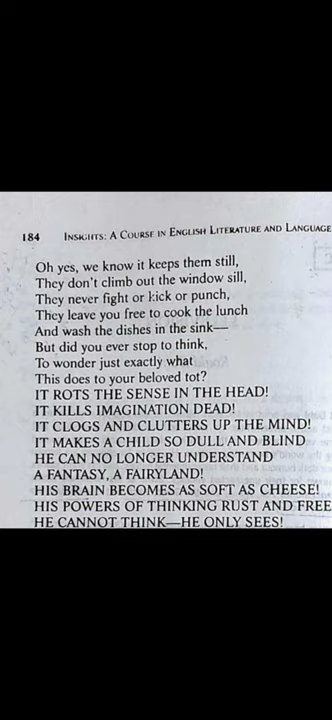 184 INSIGHTS: A COURSE IN ENGLISH LITERATURE AND LANGUAGE
Oh yes, we know it keeps them still,
They don't climb out the window sill,
They never fight or kick or punch,
They leave you free to cook the lunch
And wash the dishes in the sink—
But did you ever stop to think,
To wonder just exactly what
This does to your beloved tot?
IT ROTS THE SENSE IN THE HEAD!
IT KILLS IMAGINATION DEAD!
IT CLOGS AND CLUTTERS UP THE MIND!
IT MAKES A CHILD SO DULL AND BLIND
HE CAN NO LONGER UNDERSTAND
A FANTASY, A FAIRYLAND!
HIS BRAIN BECOMES AS SOFT AS CHEESE!
HIS POWERS OF THINKING RUST AND FREE
HE CANNOT THINK—HE ONLY SEES!